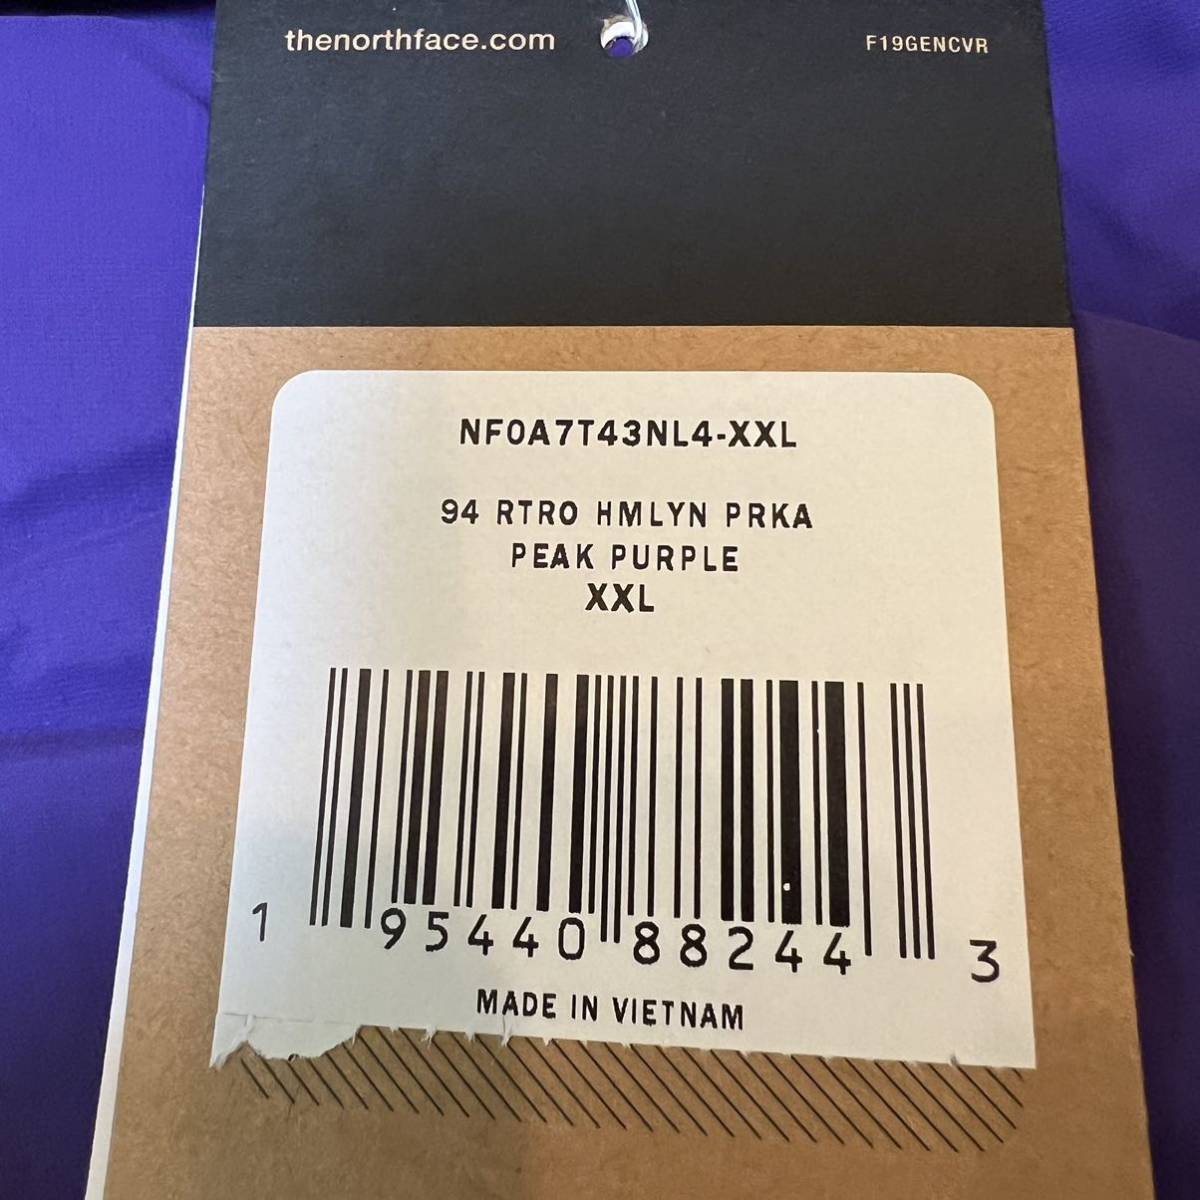 thenorthface.com
F19GENCVR
NF0A7T43NL4-XXL
94 RTRO HMLYN PRKA
PEAK PURPLE
XXL
1 95440 88244 3
MADE IN VIETNAM